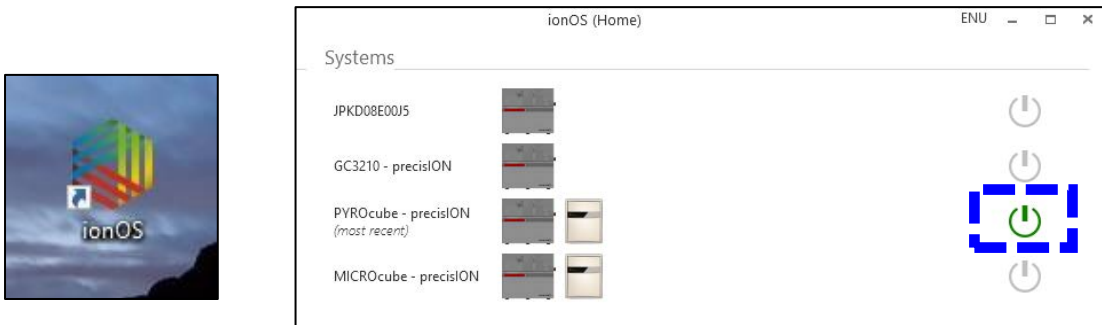 ionOS
ionOS (Home)
ENU
Systems
JPKD08E00J5
GC3210 - precisION
PYROcube - precisION
(most recent)
MICROcube - precisION